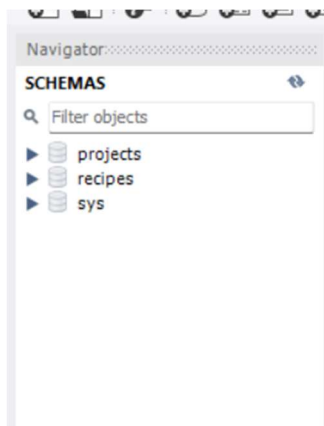 Navigator
SCHEMAS
Filter objects
projects
recipes
sys